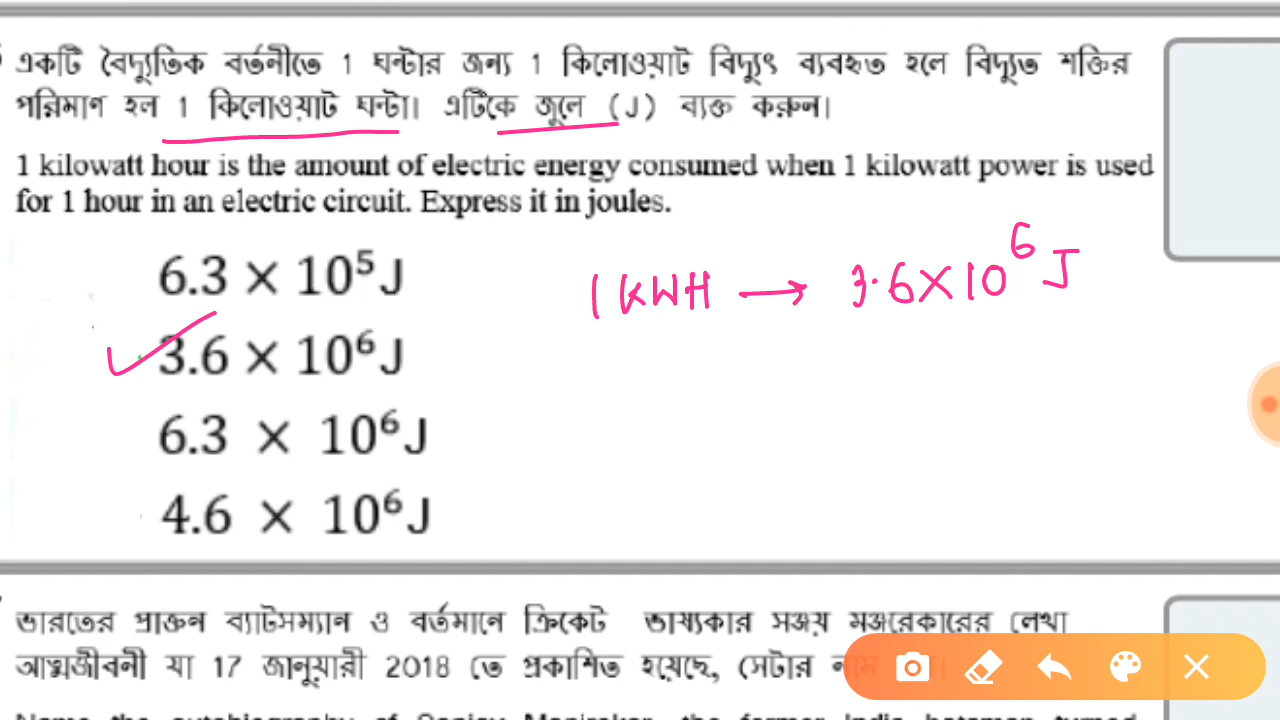 একটি বৈদ্যুতিক বর্তনীতে 1 ঘন্টার জন্য 1 কিলোওয়াট বিদ্যুৎ ব্যবহৃত হলে বিদ্যুত শক্তির
পরিমাণ হল 1 কিলোওয়াট ঘন্টা। এটিকে জুলে (J) ব্যক্ত করুন।
1 kilowatt hour is the amount of electric energy consumed when 1 kilowatt power is used
for 1 hour in an electric circuit. Express it in joules.
6.3 × 10⁵J
1 KWH → 3.6×10⁶ J
3.6 × 10⁶J
6.3 × 10⁶J
4.6 × 10⁶J
ভারতের প্রাক্তন ব্যাটসম্যান ও বর্তমানে ক্রিকেট ভাষ্যকার সঞ্জয় মঞ্জরেকারের লেখা
আত্মজীবনী যা 17 জানুয়ারী 2018 তে প্রকাশিত হয়েছে, সেটার নাম